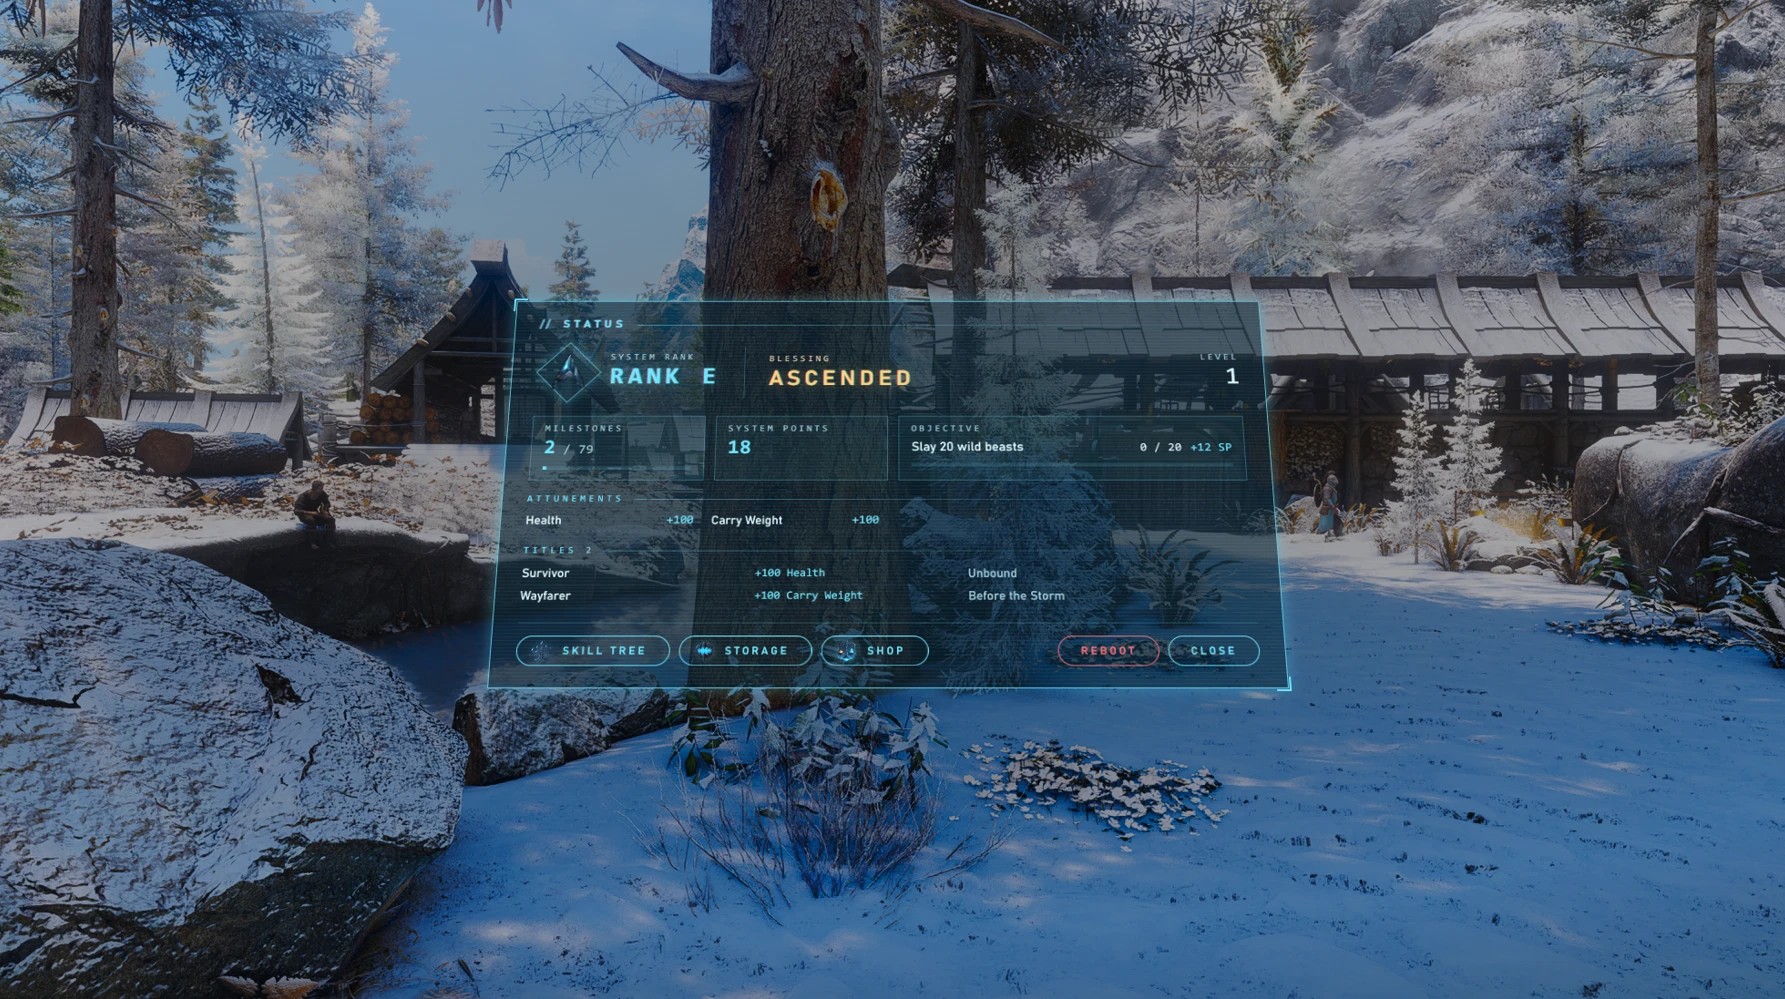 // STATUS
SYSTEM RANK
RANK E
BLESSING
ASCENDED
LEVEL
1
MILESTONES
2 / 79
SYSTEM POINTS
18
OBJECTIVE
Slay 20 wild beasts 0 / 20 +12 SP
ATTUNEMENTS
Health +100 Carry Weight +100
TITLES 2
Survivor +100 Health Unbound
Wayfarer +100 Carry Weight Before the Storm
SKILL TREE STORAGE SHOP REBOOT CLOSE